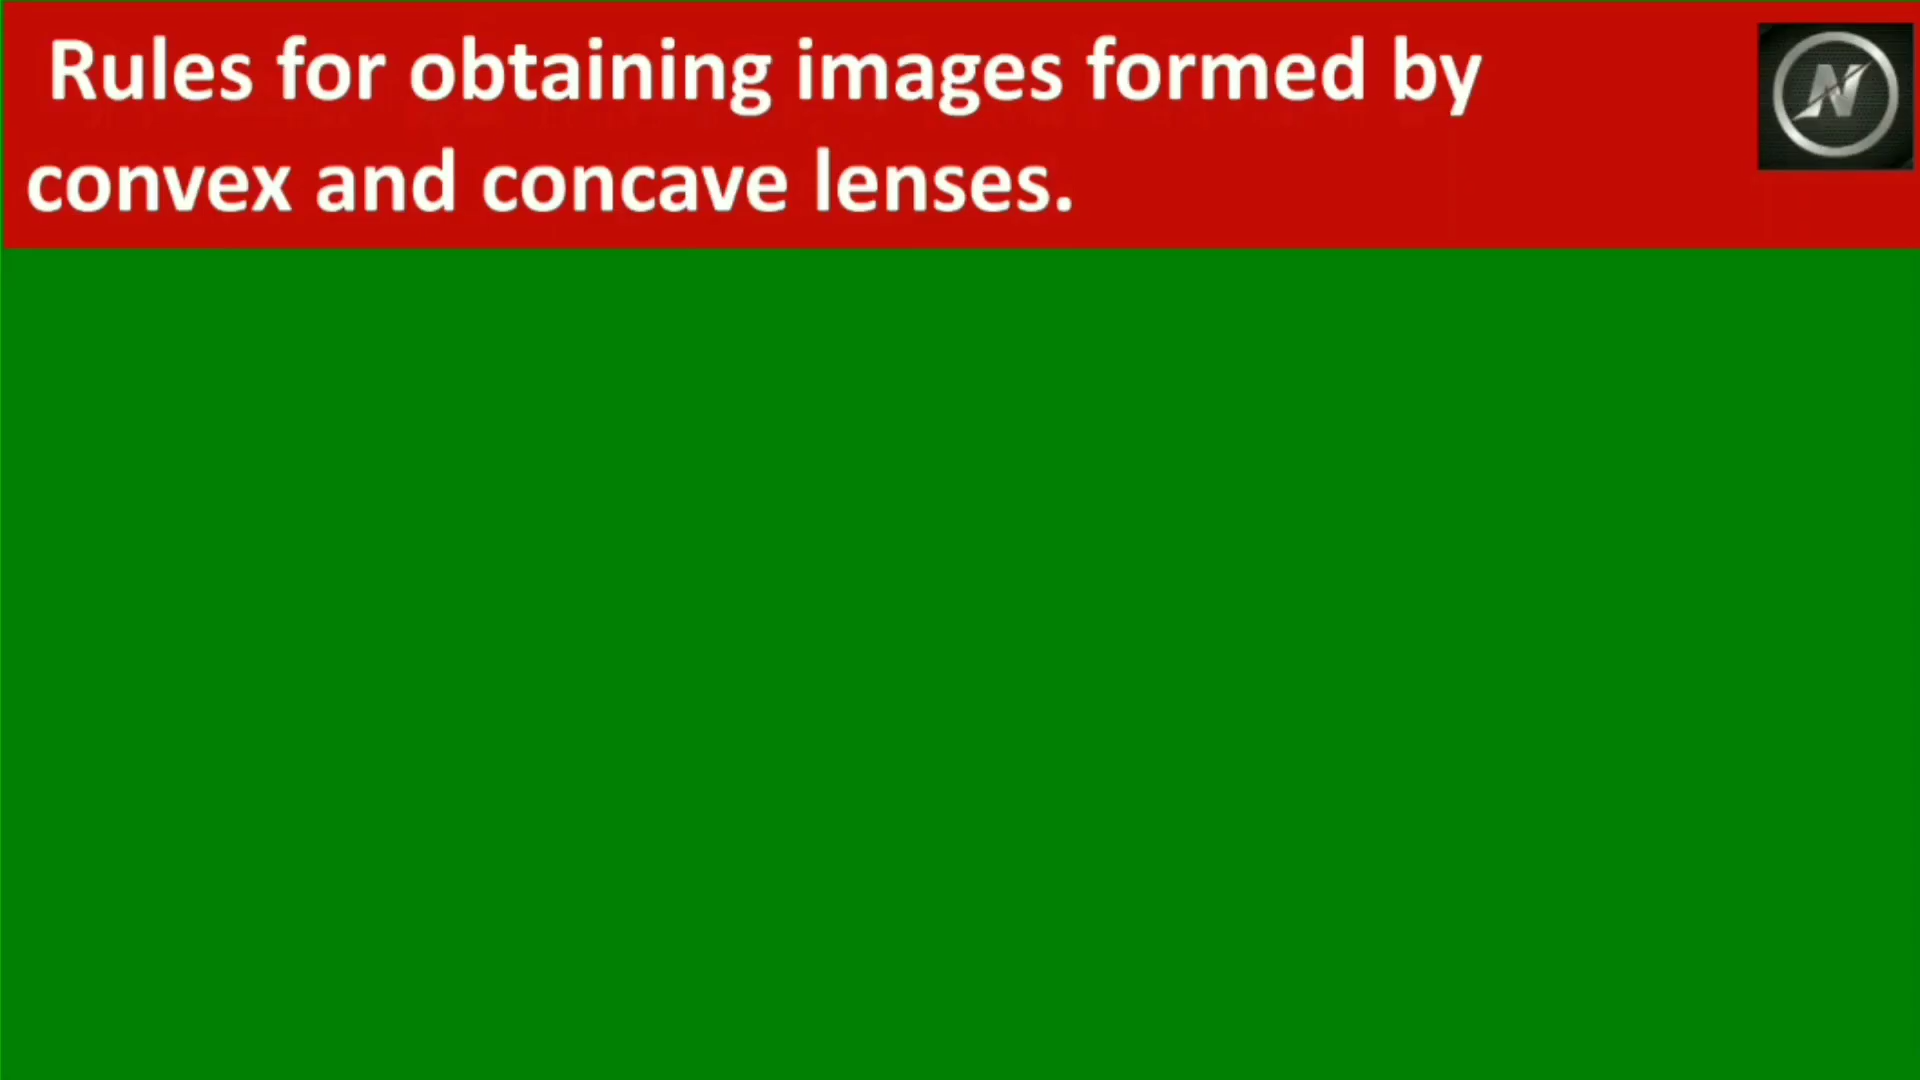 Rules for obtaining images formed by
convex and concave lenses.
N